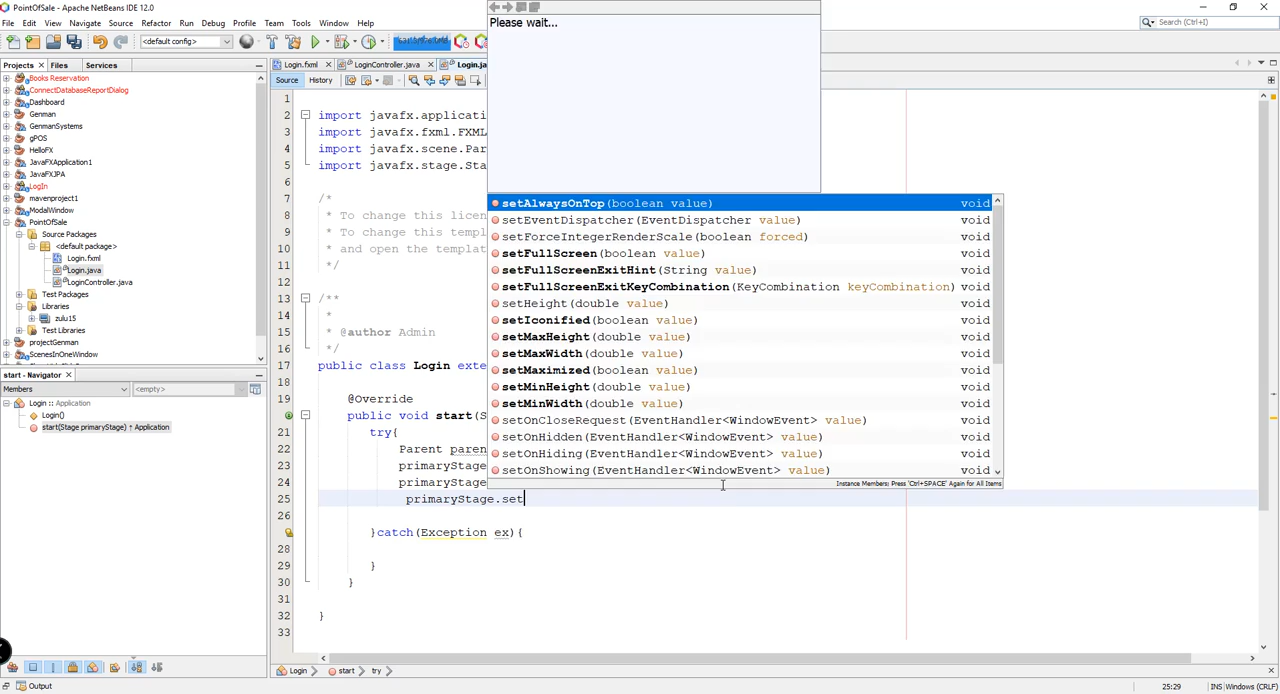 PointOfSale - Apache NetBeans IDE 12.0
File Edit View Navigate Source Refactor Run Debug Profile Team Tools Window Help
Search (Ctrl+I)
<default config>
Projects Files Services
Books Reservation
ConnectDatabaseReportDialog
Dashboard
Genman
GenmanSystems
gPOS
HelloFX
JavaFXApplication1
JavaFXJPA
LogIn
mavenproject1
ModalWindow
PointOfSale
Source Packages
<default package>
Login.fxml
Login.java
LoginController.java
Test Packages
Libraries
zulu15
Test Libraries
projectGenman
ScenesInOneWindow
start - Navigator
Members <empty>
Login :: Application
Login()
start(Stage primaryStage) ↑ Application
Output
Login.fxml LoginController.java Login.ja
Source History
1
2 import javafx.applicati
3 import javafx.fxml.FXML
4 import javafx.scene.Par
5 import javafx.stage.Sta
6
7 /*
8 * To change this licen
9 * To change this templ
10 * and open the templat
11 */
12
13 /**
14 *
15 * @author Admin
16 */
17 public class Login exte
18
19 @Override
public void start(S
21 try{
22 Parent paren
23 primaryStage
24 primaryStage
25 primaryStage.set
26
}catch(Exception ex){
28
29 }
30 }
31
32 }
33
Please wait...
setAlwaysOnTop(boolean value) void
setEventDispatcher(EventDispatcher value) void
setForceIntegerRenderScale(boolean forced) void
setFullScreen(boolean value) void
setFullScreenExitHint(String value) void
setFullScreenExitKeyCombination(KeyCombination keyCombination) void
setHeight(double value) void
setIconified(boolean value) void
setMaxHeight(double value) void
setMaxWidth(double value) void
setMaximized(boolean value) void
setMinHeight(double value) void
setMinWidth(double value) void
setOnCloseRequest(EventHandler<WindowEvent> value) void
setOnHidden(EventHandler<WindowEvent> value) void
setOnHiding(EventHandler<WindowEvent> value) void
setOnShowing(EventHandler<WindowEvent> value) void
Instance Members; Press 'Ctrl+SPACE' Again for All Items
Login start try
25:29 INS Windows (CRLF)